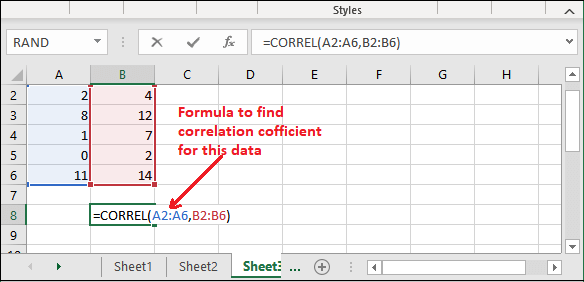 Styles
RAND
fx
=CORREL(A2:A6,B2:B6)
A B C D E F G H
2 2 4
3 8 12
4 1 7
5 0 2
6 11 14
7
8 =CORREL(A2:A6,B2:B6)
9
Formula to find
correlation cofficient
for this data
Sheet1 Sheet2 Sheet3 ...